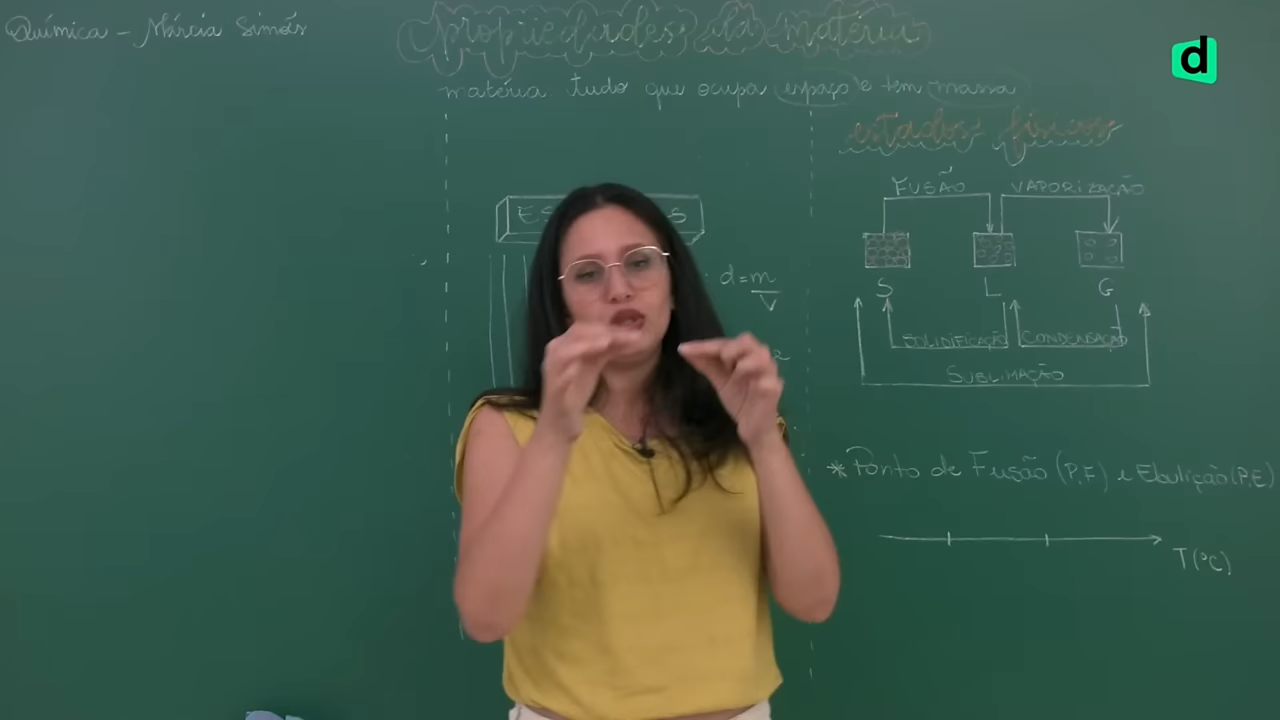 Química - Márcia Simões
propriedades da matéria
matéria: tudo que ocupa espaço e tem massa
d
estados físicos
FUSÃO VAPORIZAÇÃO
ES S
d=m
V
S L G
SOLIDIFICAÇÃO CONDENSAÇÃO
SUBLIMAÇÃO
* Ponto de Fusão (P.F) e Ebulição (P.E)
T(°C)